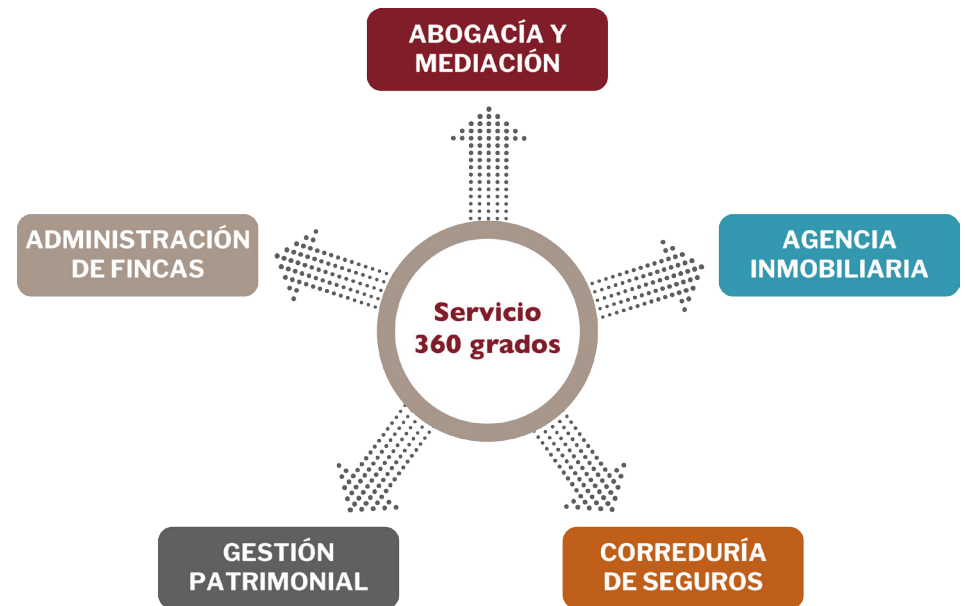 ABOGACÍA Y
MEDIACIÓN
ADMINISTRACIÓN
DE FINCAS
AGENCIA
INMOBILIARIA
Servicio
360 grados
GESTIÓN
PATRIMONIAL
CORREDURÍA
DE SEGUROS